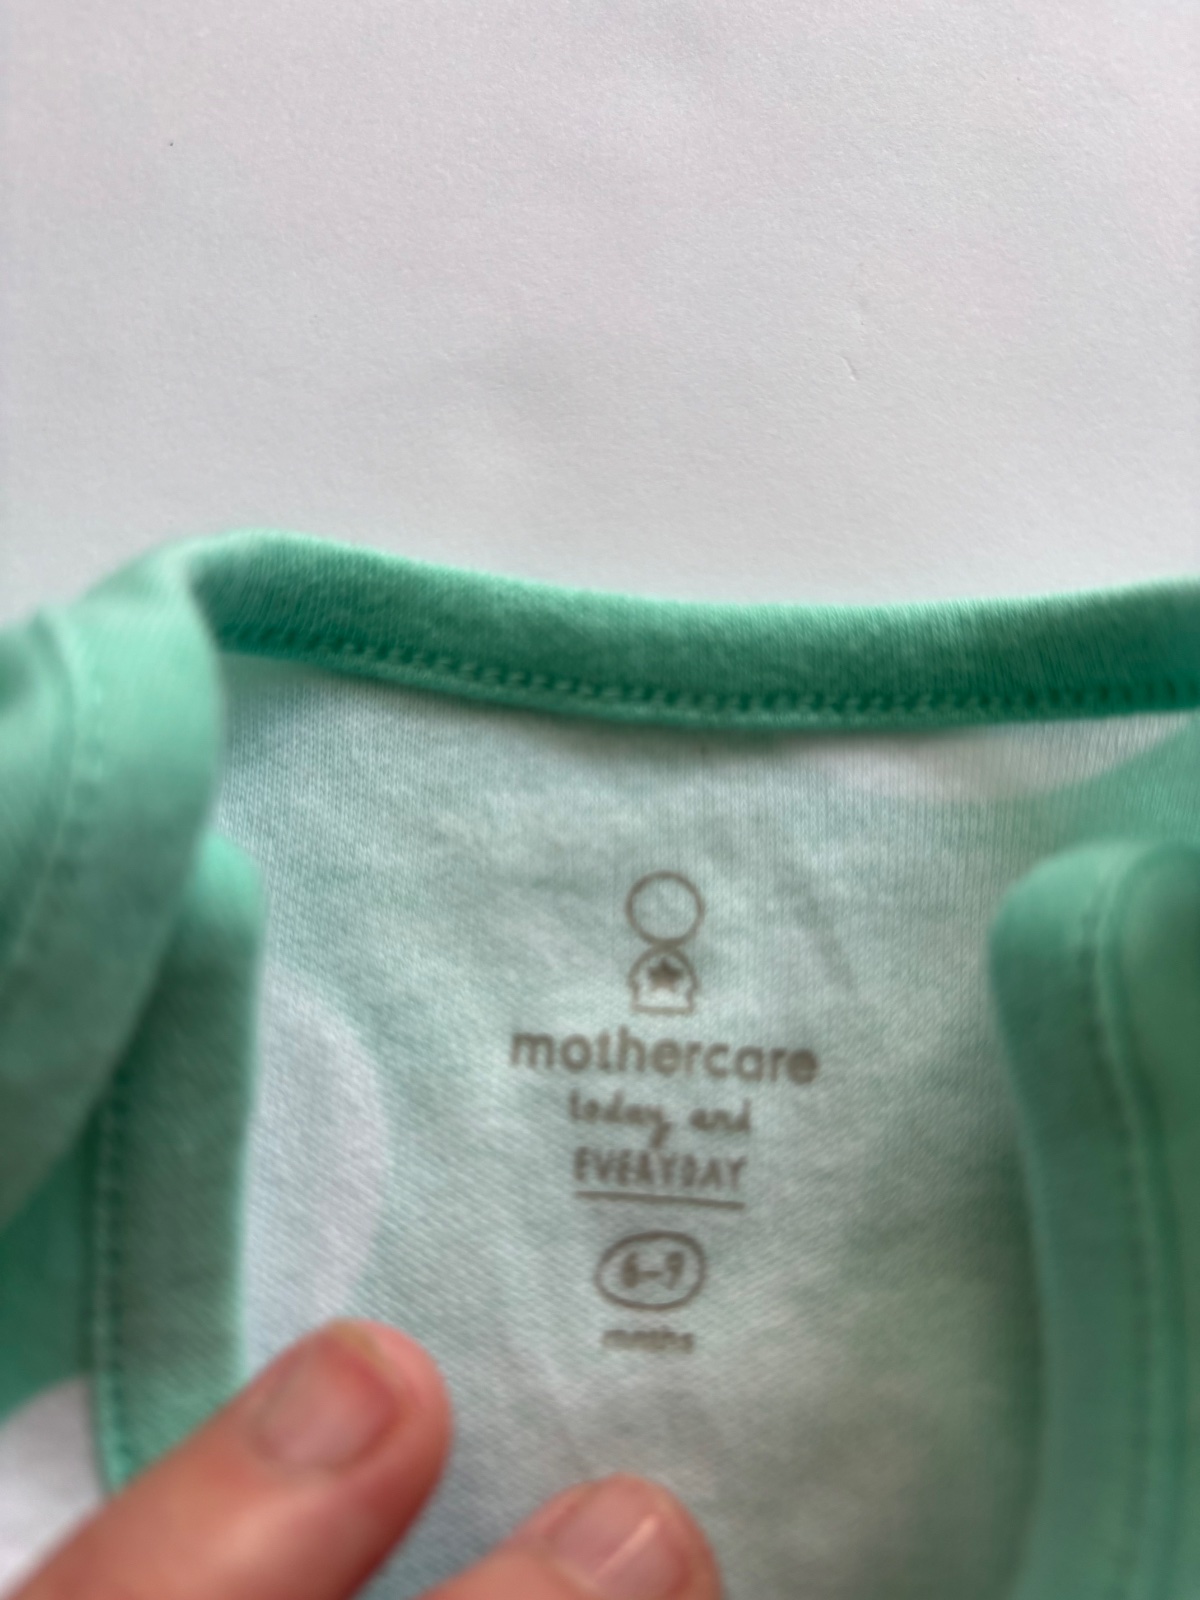 mothercare
today and
EVERYDAY
6-9
months